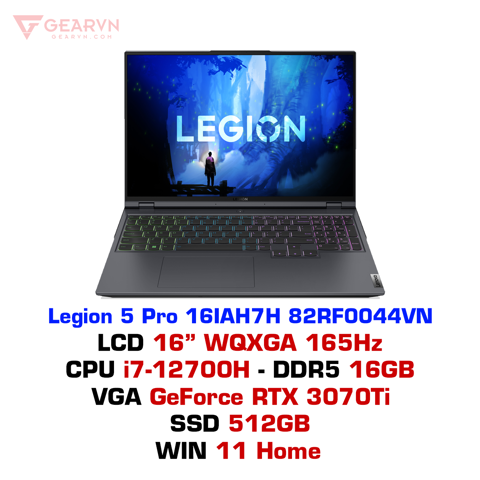 GEARVN
GEARVN.COM
LEGION
Legion 5 Pro 16IAH7H 82RF0044VN
LCD 16” WQXGA 165Hz
CPU i7-12700H - DDR5 16GB
VGA GeForce RTX 3070Ti
SSD 512GB
WIN 11 Home